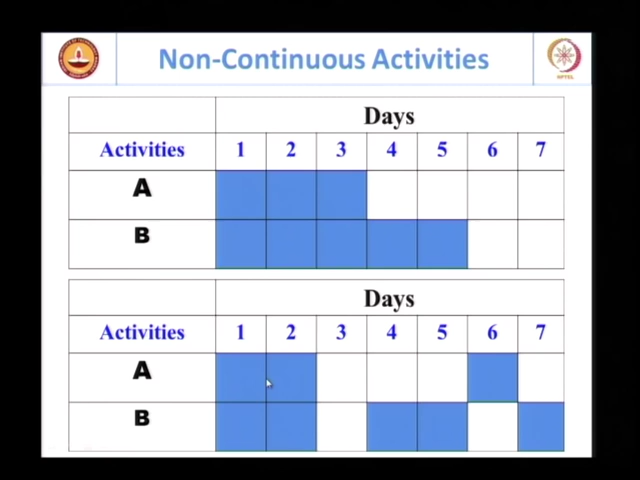 Non-Continuous Activities
NPTEL
Days
Activities 1 2 3 4 5 6 7
A
B
Days
Activities 1 2 3 4 5 6 7
A
B